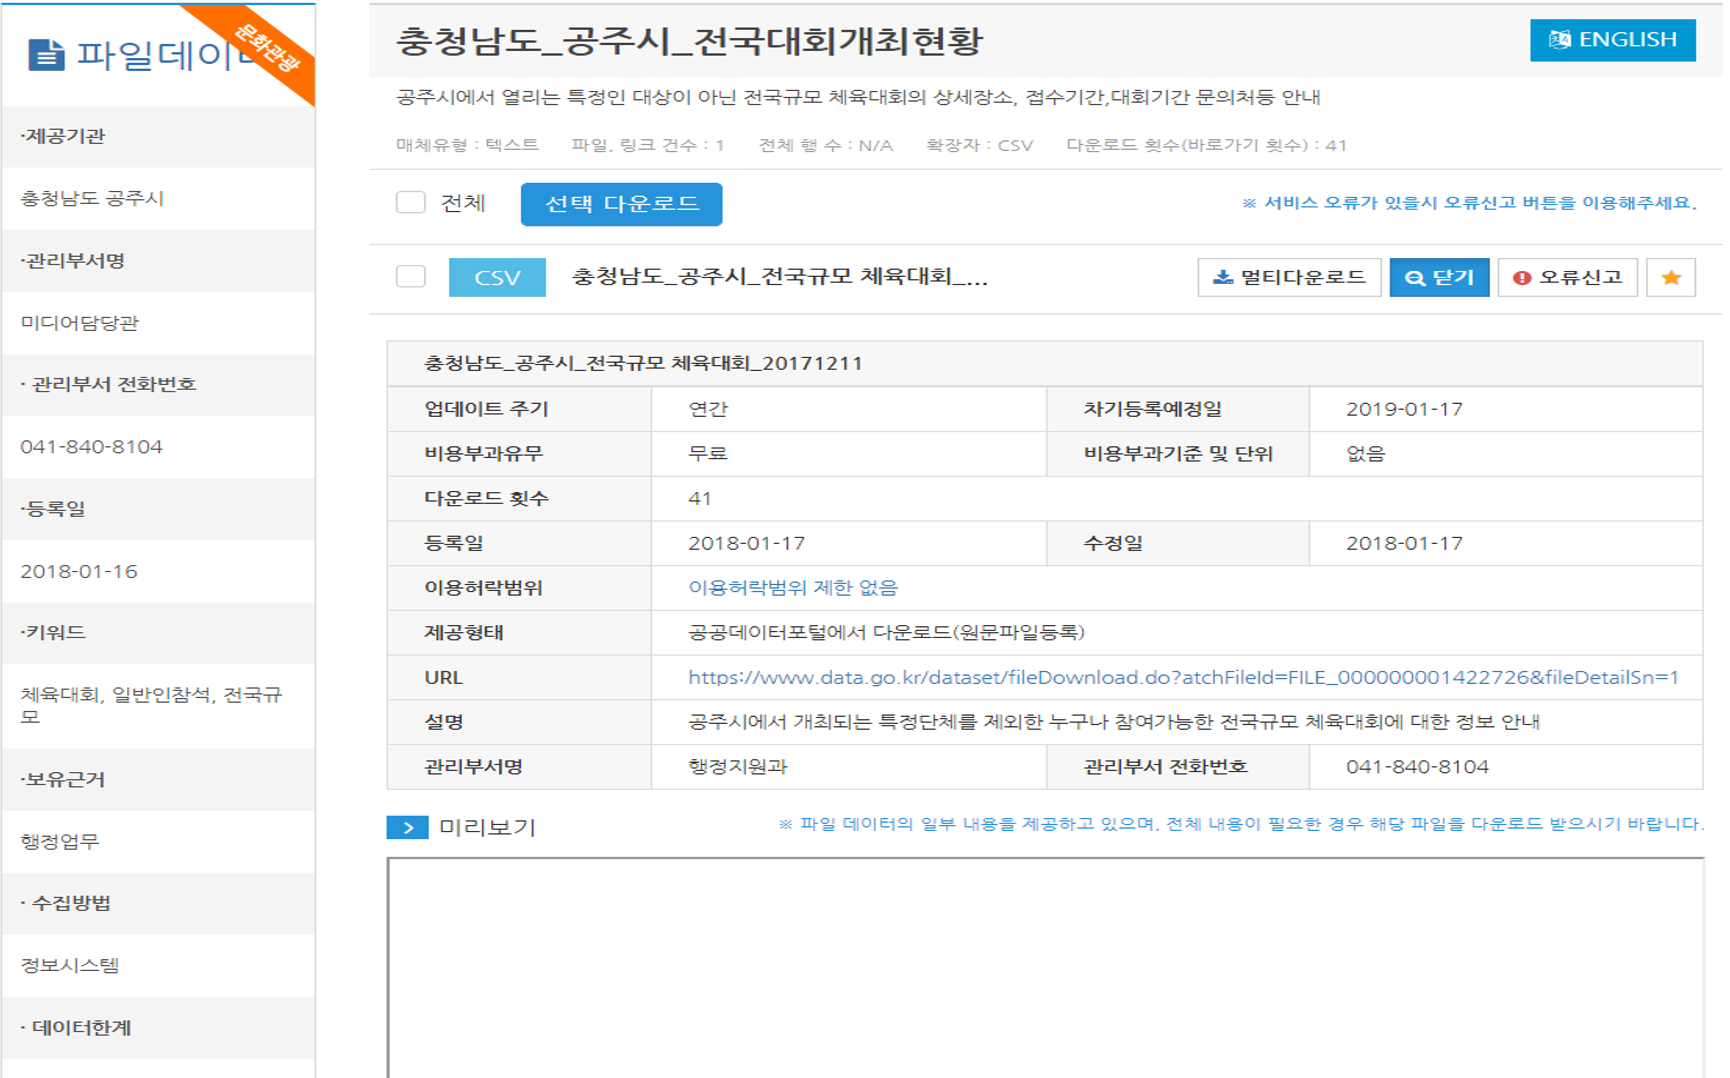 파일데이터
문화관광
·제공기관
충청남도 공주시
·관리부서명
미디어담당관
· 관리부서 전화번호
041-840-8104
·등록일
2018-01-16
·키워드
체육대회, 일반인참석, 전국규
모
·보유근거
행정업무
· 수집방법
정보시스템
· 데이터한계
충청남도_공주시_전국대회개최현황
ENGLISH
공주시에서 열리는 특정인 대상이 아닌 전국규모 체육대회의 상세장소, 접수기간,대회기간 문의처등 안내
매체유형 : 텍스트 파일, 링크 건수 : 1 전체 행 수 : N/A 확장자 : CSV 다운로드 횟수(바로가기 횟수) : 41
전체 선택 다운로드 ※ 서비스 오류가 있을시 오류신고 버튼을 이용해주세요.
CSV 충청남도_공주시_전국규모 체육대회_... 멀티다운로드 닫기 오류신고
충청남도_공주시_전국규모 체육대회_20171211
업데이트 주기 연간 차기등록예정일 2019-01-17
비용부과유무 무료 비용부과기준 및 단위 없음
다운로드 횟수 41
등록일 2018-01-17 수정일 2018-01-17
이용허락범위 이용허락범위 제한 없음
제공형태 공공데이터포털에서 다운로드(원문파일등록)
URL https://www.data.go.kr/dataset/fileDownload.do?atchFileId=FILE_000000001422726&fileDetailSn=1
설명 공주시에서 개최되는 특정단체를 제외한 누구나 참여가능한 전국규모 체육대회에 대한 정보 안내
관리부서명 행정지원과 관리부서 전화번호 041-840-8104
미리보기 ※ 파일 데이터의 일부 내용을 제공하고 있으며, 전체 내용이 필요한 경우 해당 파일을 다운로드 받으시기 바랍니다.